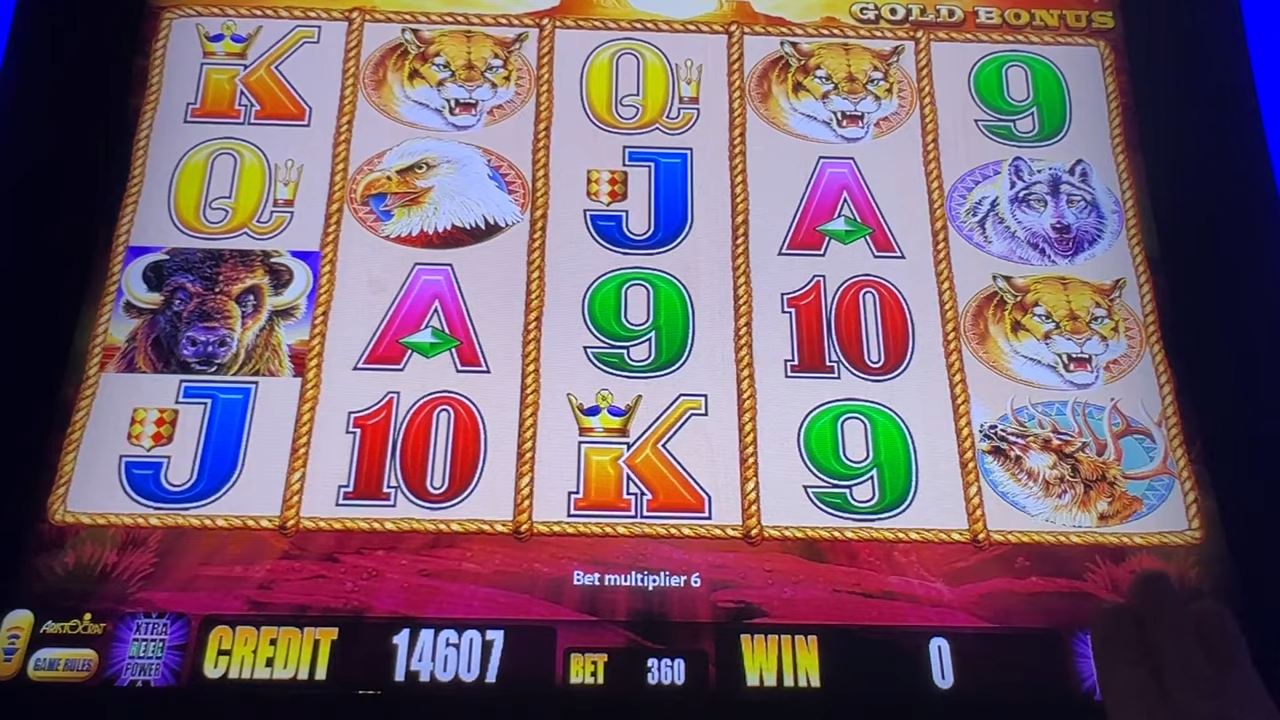 GOLD BONUS
K Q Q 9
Q J A
A 9 10
J 10 K 9
Bet multiplier 6
ARISTOCRAT
GAME RULES
XTRA
REEL
POWER
CREDIT 14607 BET 360 WIN 0